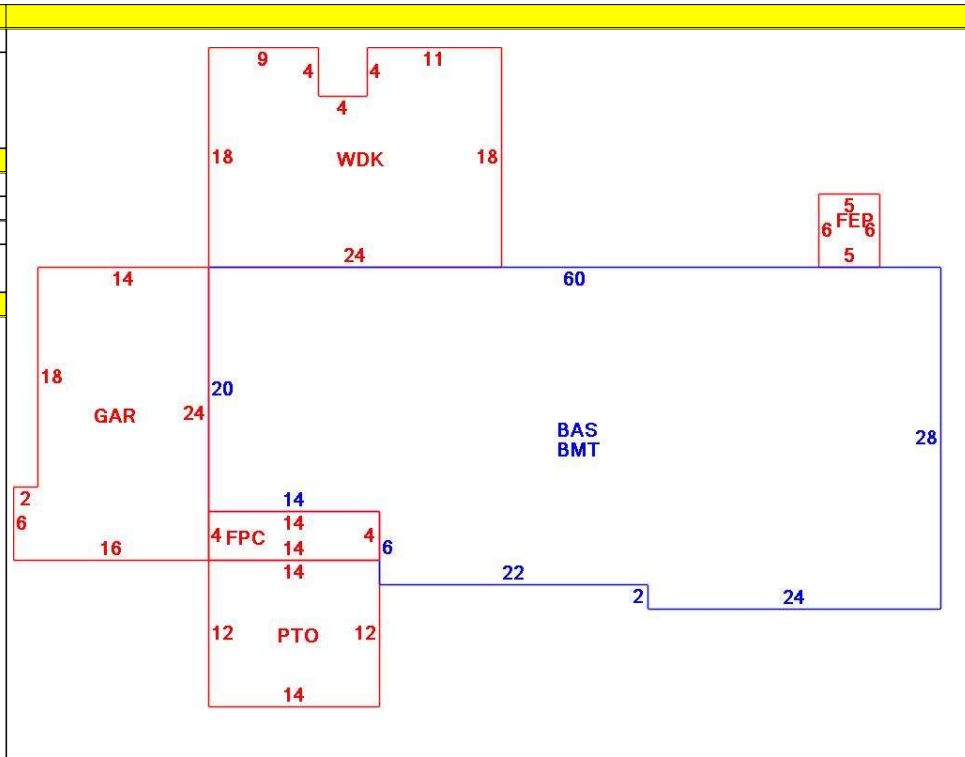 9 4 4 11
4
18 WDK 18
5
6 FEP 6
24 5
14 60
18
20
GAR 24
BAS 28
BMT
2 14
6 14
4 FPC 4 6
16 14
14 22
2 24
12 PTO 12
14